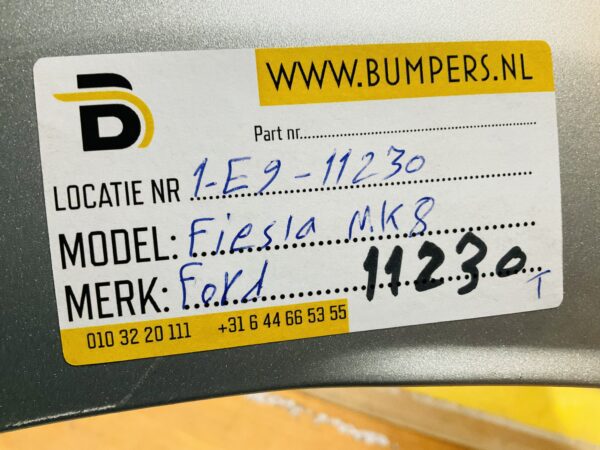 WWW.BUMPERS.NL
B
Part nr.
LOCATIE NR 1-E9-11230
MODEL: Fiesta MK8
MERK: Ford 11230 T
010 32 20 111 +31 6 44 66 53 55